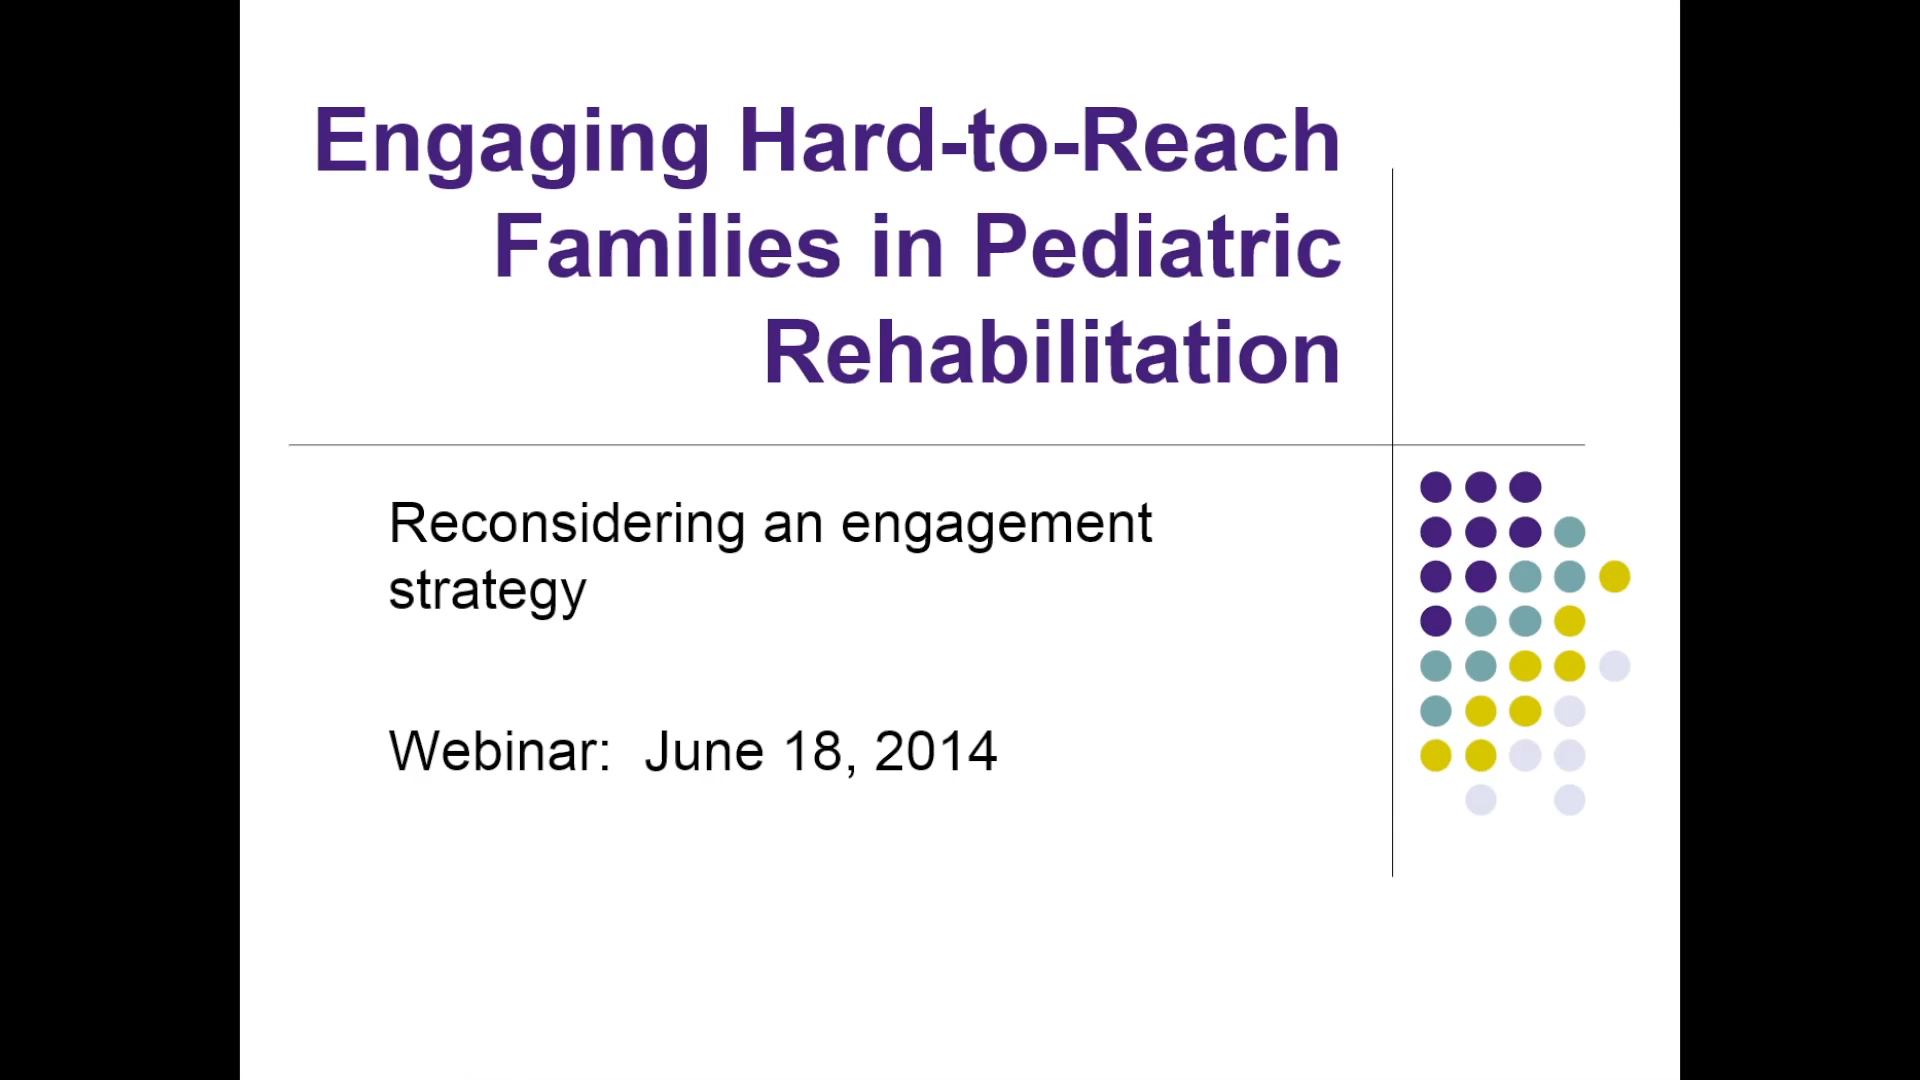 Engaging Hard-to-Reach
Families in Pediatric
Rehabilitation
Reconsidering an engagement
strategy
Webinar:  June 18, 2014